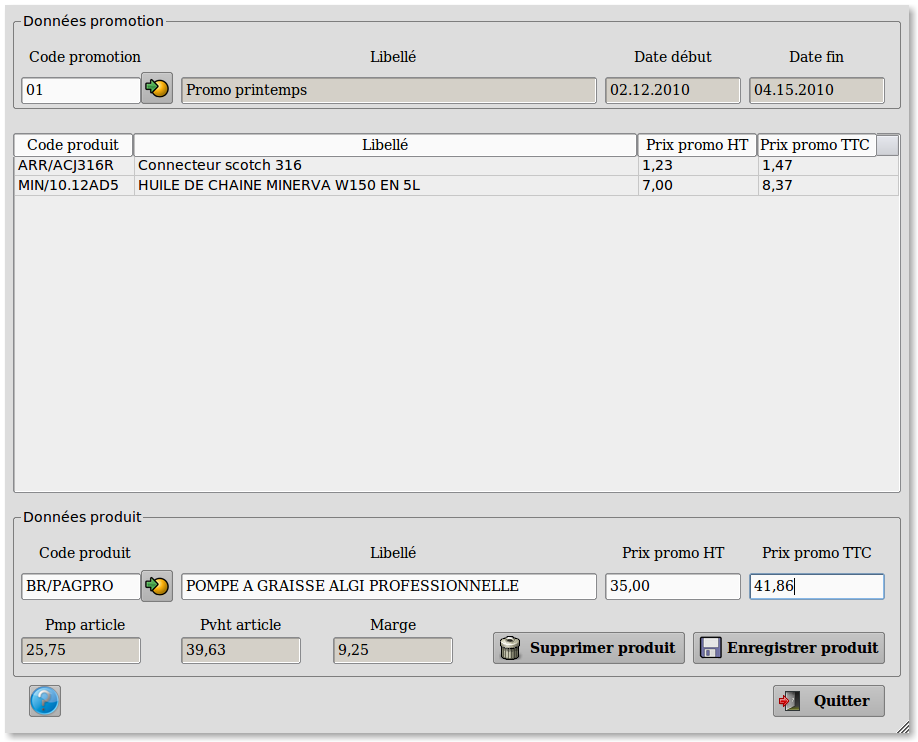 Données promotion
Code promotion Libellé Date début Date fin
01 Promo printemps 02.12.2010 04.15.2010
Code produit Libellé Prix promo HT Prix promo TTC
ARR/ACJ316R Connecteur scotch 316 1,23 1,47
MIN/10.12AD5 HUILE DE CHAINE MINERVA W150 EN 5L 7,00 8,37
Données produit
Code produit Libellé Prix promo HT Prix promo TTC
BR/PAGPRO POMPE A GRAISSE ALGI PROFESSIONNELLE 35,00 41,86
Pmp article Pvht article Marge
25,75 39,63 9,25 Supprimer produit Enregistrer produit
? Quitter